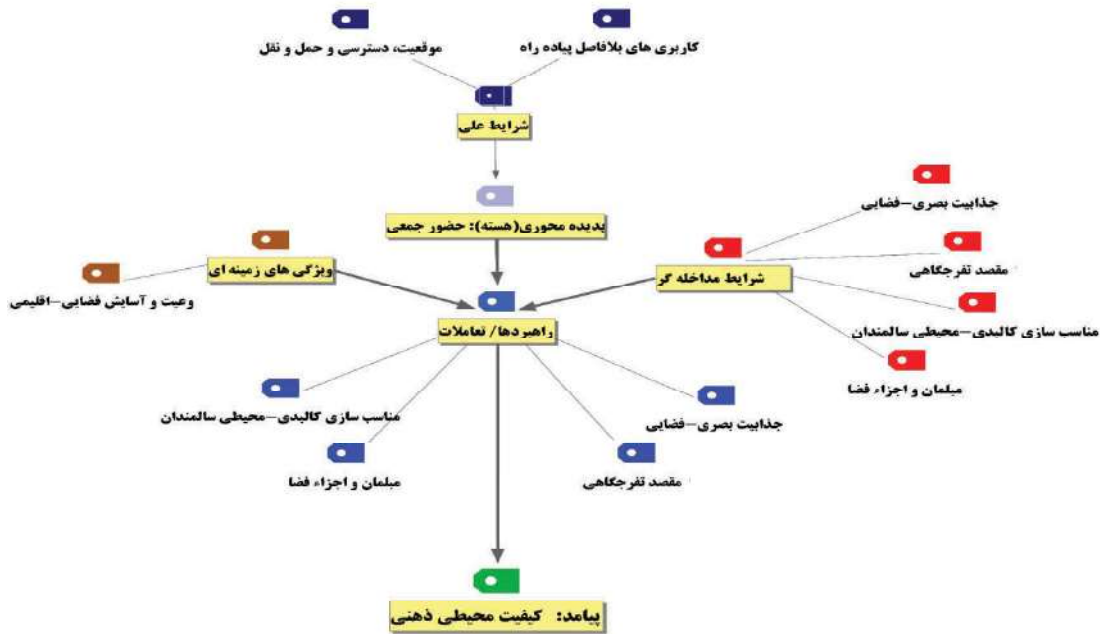 کاربری های بلافاصل پیاده راه
موقعیت، دسترسی و حمل و نقل
شرایط علی
پدیده محوری(هسته): حضور جمعی
جذابیت بصری–فضایی
مقصد تفرجگاهی
شرایط مداخله گر
ویژگی های زمینه ای
وعیت و آسایش فضایی–اقلیمی
مناسب سازی کالبدی–محیطی سالمندان
راهبردها/ تعاملات
مبلمان و اجزاء فضا
مناسب سازی کالبدی–محیطی سالمندان
جذابیت بصری–فضایی
مبلمان و اجزاء فضا
مقصد تفرجگاهی
پیامد: کیفیت محیطی ذهنی